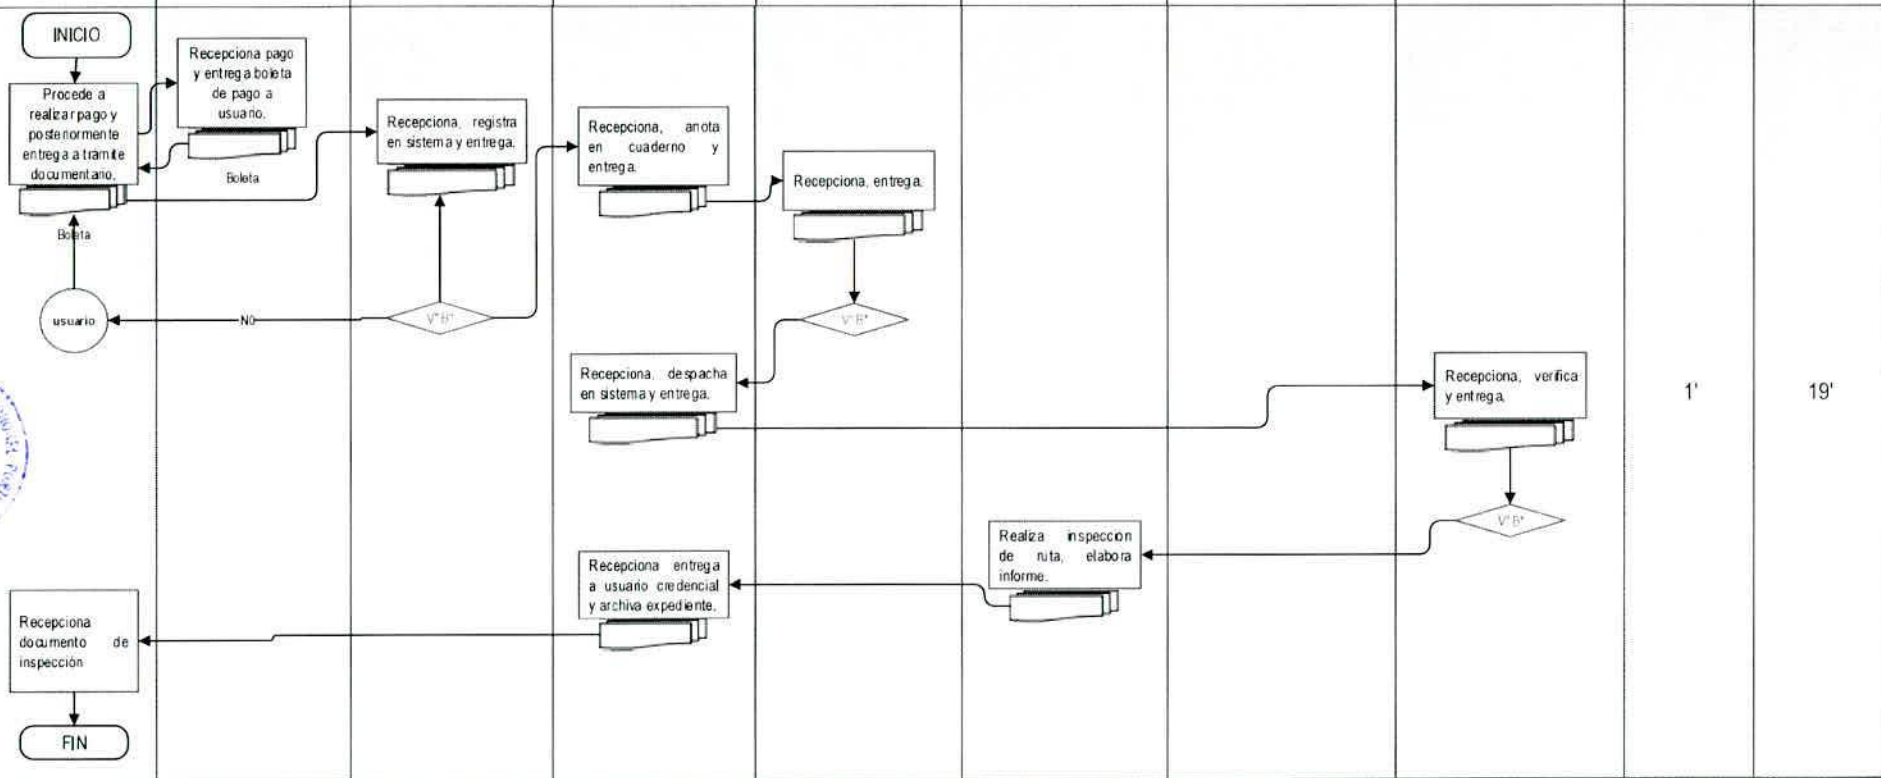 INICIO
Procede a
realizar pago y
posteriormente
entrega a tramite
documentario.
Boleta
usuario
Recepciona pago
y entrega boleta
de pago a
usuario.
Boleta
NO
Recepciona, registra
en sistema y entrega.
V°B°
Recepciona, anota
en cuaderno y
entrega.
Recepciona, entrega.
V°B°
Recepciona, despacha
en sistema y entrega.
Recepciona, verifica
y entrega.
V°B°
1'
19'
Realiza inspeccion
de ruta, elabora
informe.
Recepciona entrega
a usuario credencial
y archiva expediente.
Recepciona
documento de
inspección
FIN